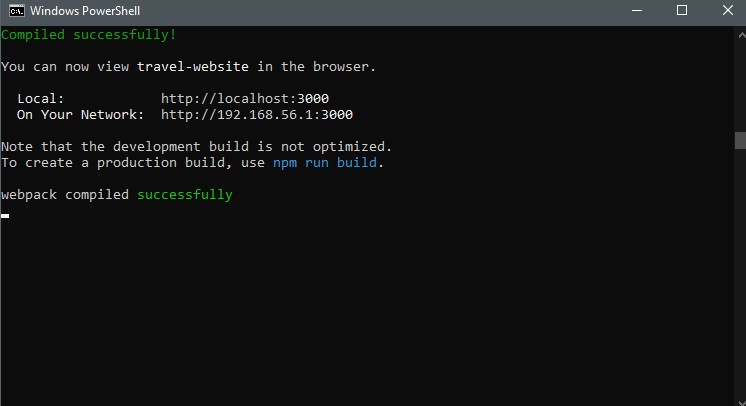 Windows PowerShell
Compiled successfully!
You can now view travel-website in the browser.
Local: http://localhost:3000
On Your Network: http://192.168.56.1:3000
Note that the development build is not optimized.
To create a production build, use npm run build.
webpack compiled successfully